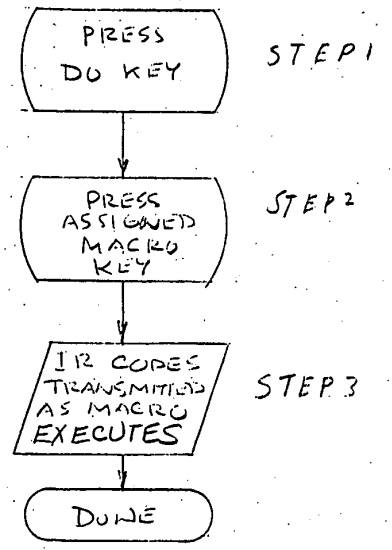 PRESS
DO KEY
STEP 1
PRESS
ASSIGNED
MACRO
KEY
STEP 2
IR CODES
TRANSMITTED
AS MACRO
EXECUTES
STEP 3
DONE